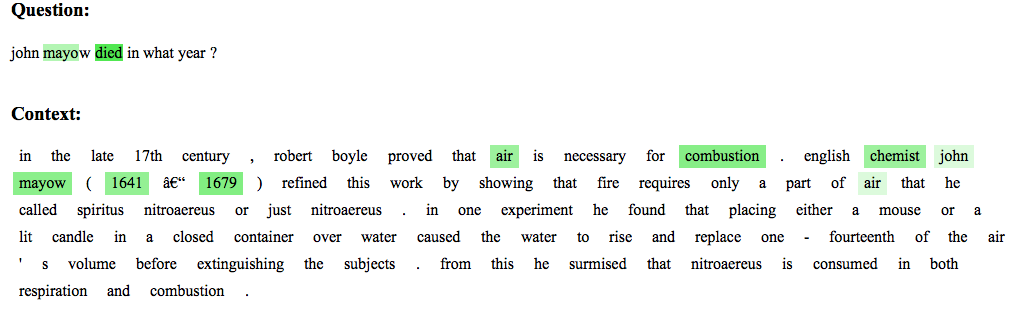 Question:
john mayow died in what year ?
Context:
in the late 17th century , robert boyle proved that air is necessary for combustion . english chemist john
mayow ( 1641 â€“ 1679 ) refined this work by showing that fire requires only a part of air that he
called spiritus nitroaereus or just nitroaereus . in one experiment he found that placing either a mouse or a
lit candle in a closed container over water caused the water to rise and replace one - fourteenth of the air
' s volume before extinguishing the subjects . from this he surmised that nitroaereus is consumed in both
respiration and combustion .